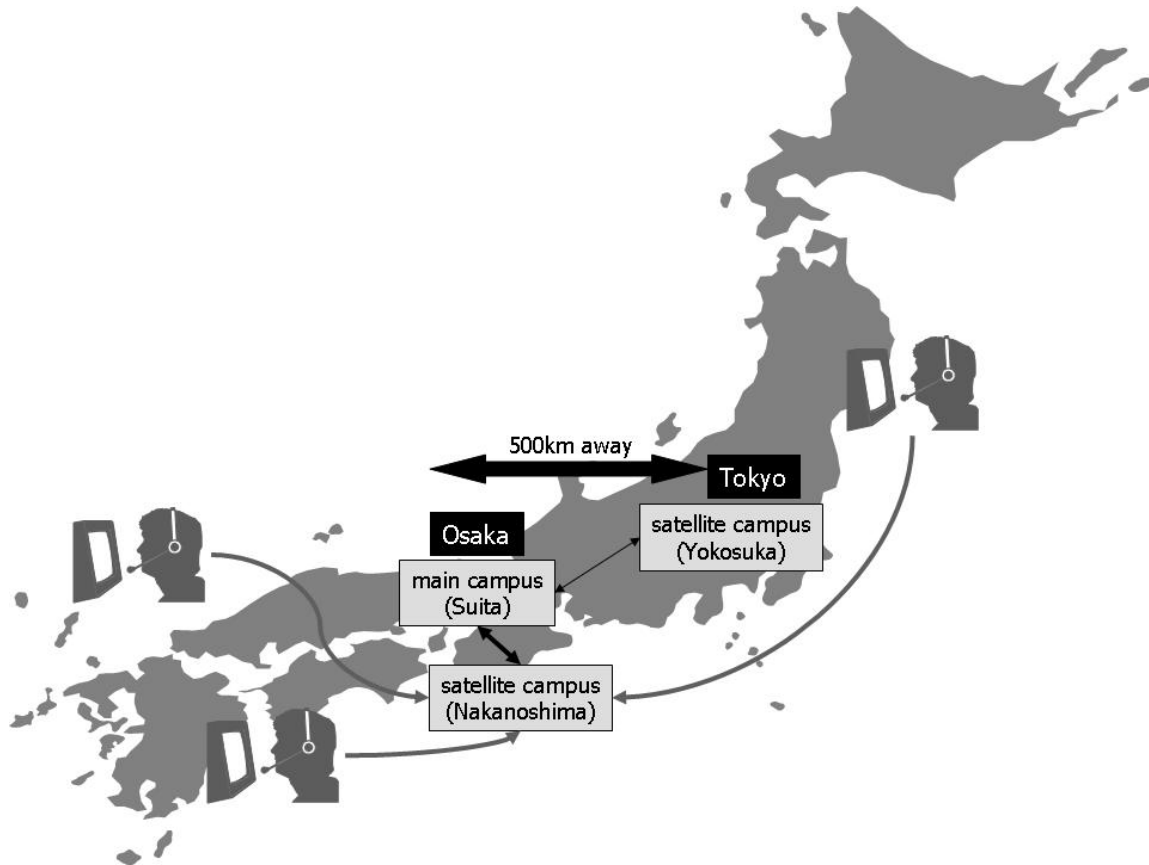 500km away
Tokyo
satellite campus
(Yokosuka)
Osaka
main campus
(Suita)
satellite campus
(Nakanoshima)